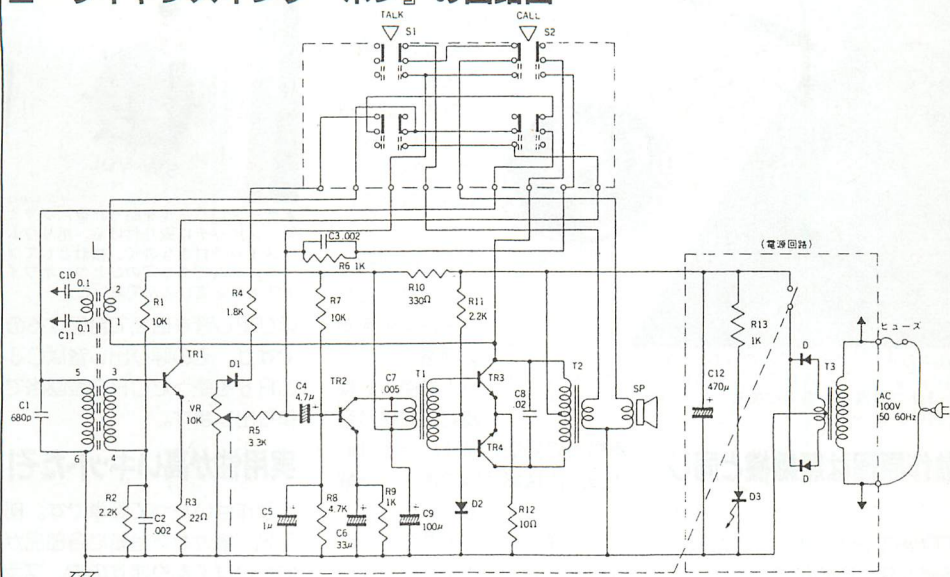 TALK
S1
CALL
S2
C3 .002
R6 1K
C10
0.1
2
C11
0.1
R1
10K
R4
1.8K
R7
10K
R10
330Ω
R11
2.2K
(電源回路)
R13
1K
ヒューズ
TR1
5
3
D1
C4
4.7μ
TR2
C7
.005
T1
TR3
T2
C8
.02
SP
C12
470μ
D
T3
AC
100V
50 60Hz
C1
680p
VR
10K
R5
3.3K
TR4
6
4
D
R2
2.2K
C2
.002
R3
22Ω
C5
1μ
R8
4.7K
C6
33μ
R9
1K
C9
100μ
D2
R12
10Ω
D3